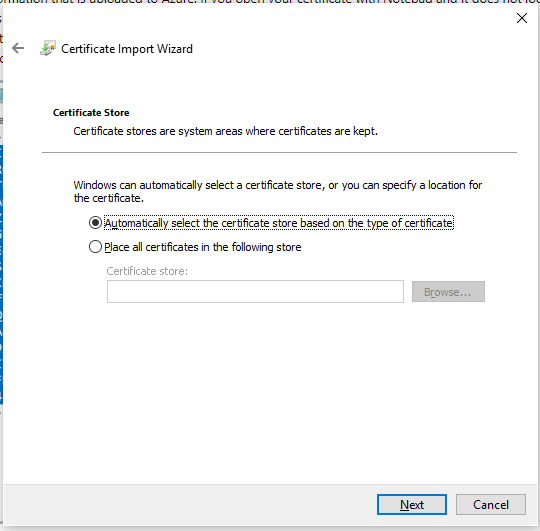 ormation that is uploaded to Azure. If you open your certificate with Notepad and it does not loo
Certificate Import Wizard
Certificate Store
Certificate stores are system areas where certificates are kept.
Windows can automatically select a certificate store, or you can specify a location for
the certificate.
Automatically select the certificate store based on the type of certificate
Place all certificates in the following store
Certificate store:
Browse...
Next
Cancel